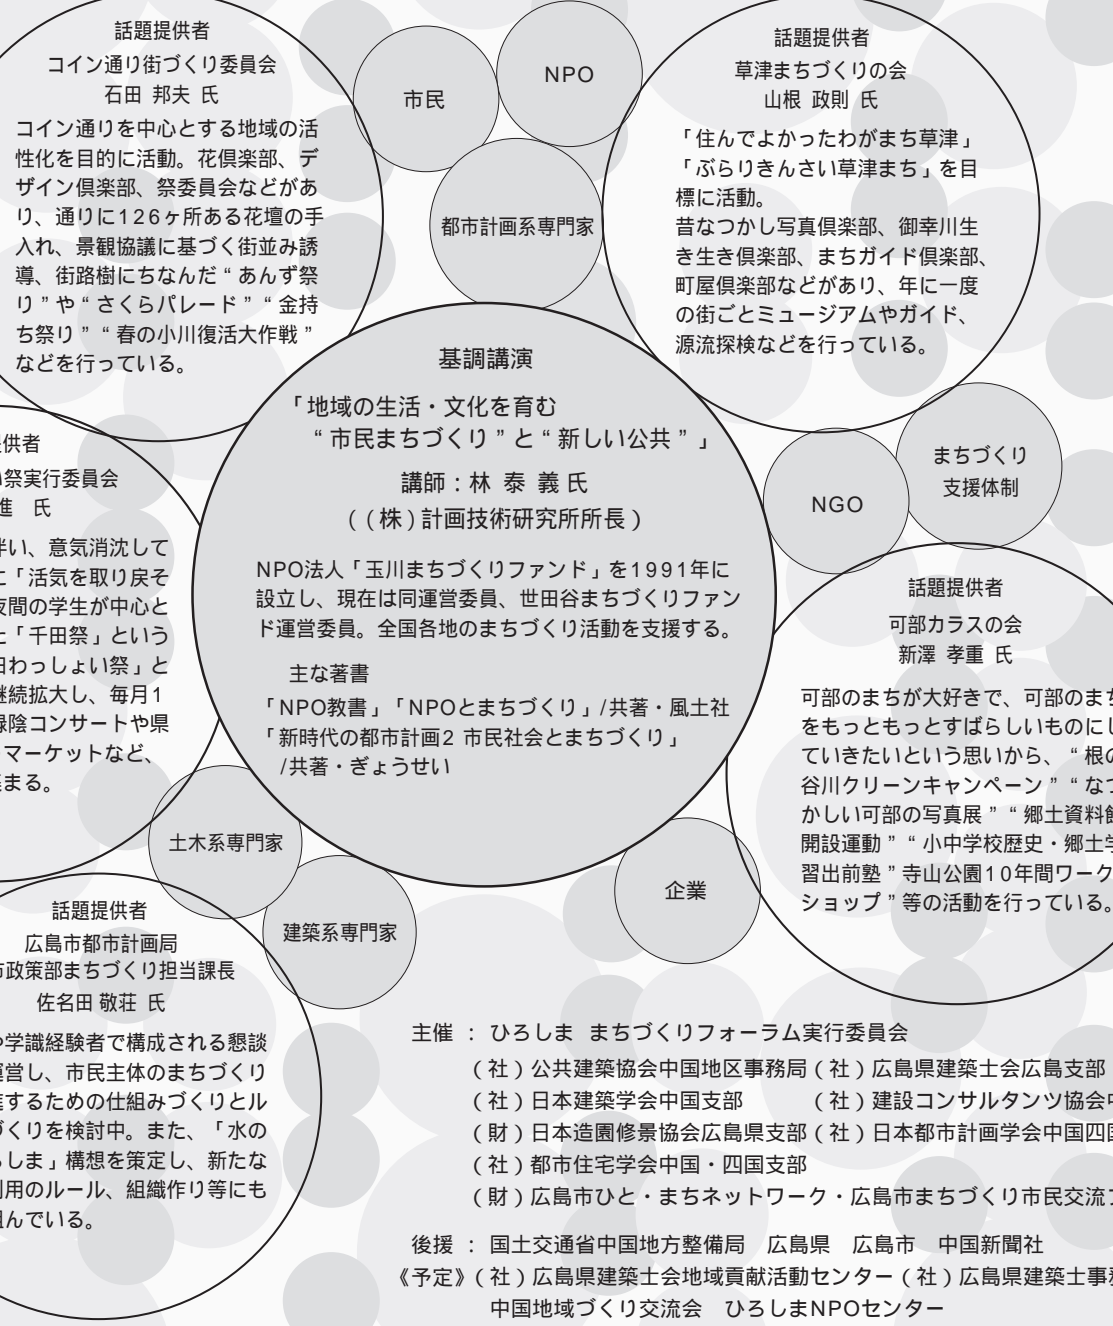 話題提供者
コイン通り街づくり委員会
石田 邦夫 氏
コイン通りを中心とする地域の活
性化を目的に活動。花倶楽部、デ
ザイン倶楽部、祭委員会などがあ
り、通りに126ヶ所ある花壇の手
入れ、景観協議に基づく街並み誘
導、街路樹にちなんだ“あんず祭
り”や“さくらパレード”“金持
ち祭り”“春の小川復活大作戦”
などを行っている。
市民
NPO
都市計画系専門家
話題提供者
草津まちづくりの会
山根 政則 氏
「住んでよかったわがまち草津」
「ぶらりきんさい草津まち」を目
標に活動。
昔なつかし写真倶楽部、御幸川生
き生き倶楽部、まちガイド倶楽部、
町屋倶楽部などがあり、年に一度
の街ごとミュージアムやガイド、
源流探検などを行っている。
基調講演
「地域の生活・文化を育む
“市民まちづくり”と“新しい公共”」
講師：林 泰 義 氏
((株)計画技術研究所所長)
NPO法人「玉川まちづくりファンド」を1991年に
設立し、現在は同運営委員、世田谷まちづくりファン
ド運営委員。全国各地のまちづくり活動を支援する。
主な著書
「NPO教書」「NPOとまちづくり」/共著・風土社
「新時代の都市計画2 市民社会とまちづくり」
/共著・ぎょうせい
供者
祭実行委員会
進 氏
い、意気消沈して
「活気を取り戻そ
間の学生が中心と
「千田祭」という
わっしょい祭」と
継続拡大し、毎月1
緑陰コンサートや県
マーケットなど、
まる。
まちづくり
支援体制
NGO
話題提供者
可部カラスの会
新澤 孝重 氏
可部のまちが大好きで、可部のまち
をもっともっとすばらしいものにし
ていきたいという思いから、“根の
谷川クリーンキャンペーン”“なつ
かしい可部の写真展”“郷土資料館
開設運動”“小中学校歴史・郷土学
習出前塾”寺山公園10年間ワーク
ショップ”等の活動を行っている。
土木系専門家
建築系専門家
企業
話題提供者
広島市都市計画局
市政策部まちづくり担当課長
佐名田 敬荘 氏
や学識経験者で構成される懇談
運営し、市民主体のまちづくり
進するための仕組みづくりとル
づくりを検討中。また、「水の
ろしま」構想を策定し、新たな
利用のルール、組織作り等にも
組んでいる。
主催 : ひろしま まちづくりフォーラム実行委員会
(社)公共建築協会中国地区事務局(社)広島県建築士会広島支部
(社)日本建築学会中国支部 (社)建設コンサルタンツ協会中
(財)日本造園修景協会広島県支部(社)日本都市計画学会中国四国
(社)都市住宅学会中国・四国支部
(財)広島市ひと・まちネットワーク・広島市まちづくり市民交流プ
後援 : 国土交通省中国地方整備局 広島県 広島市 中国新聞社
《予定》(社)広島県建築士会地域貢献活動センター(社)広島県建築士事務
中国地域づくり交流会 ひろしまNPOセンター